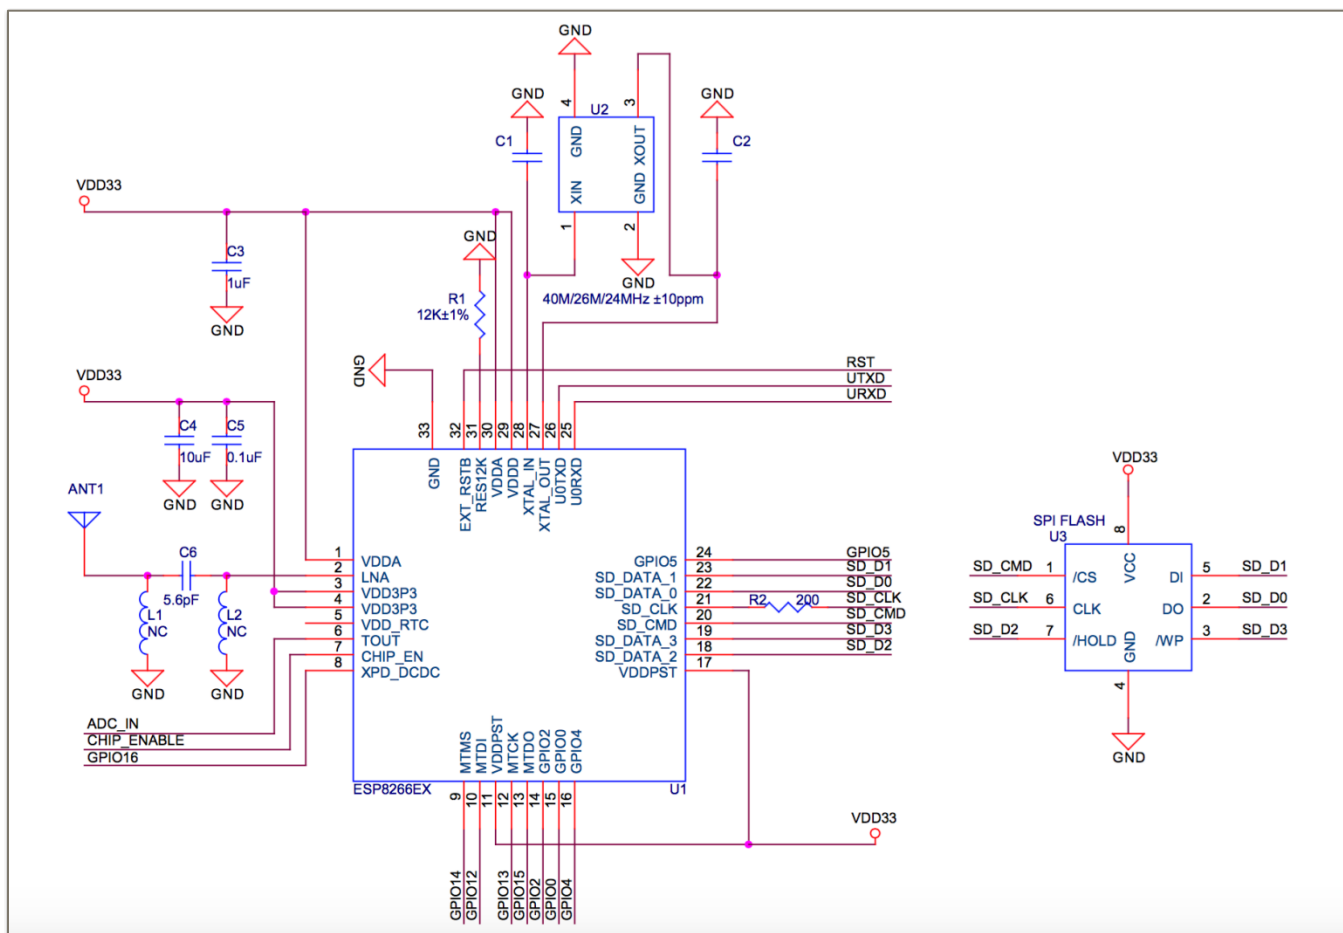 GND
GND
GND
4
3
U2
C1
GND
XOUT
C2
XIN
GND
VDD33
1
2
GND
C3
1uF
GND
R1
12K±1%
40M/26M/24MHz ±10ppm
GND
GND
RST
UTXD
URXD
VDD33
33
32
31
30
29
28
27
26
25
C4
C5
10uF
0.1uF
GND
EXT_RSTB
RES12K
VDDA
VDDD
XTAL_IN
XTAL_OUT
U0TXD
U0RXD
GND
GND
ANT1
C6
5.6pF
L1
NC
L2
NC
GND
GND
1
VDDA
2
LNA
3
VDD3P3
4
VDD3P3
5
VDD_RTC
6
TOUT
7
CHIP_EN
8
XPD_DCDC
GPIO5
24
GPIO5
SD_DATA_1
23
SD_D1
SD_DATA_0
22
SD_D0
SD_CLK
21
R2
200
SD_CLK
SD_CMD
20
SD_CMD
SD_DATA_3
19
SD_D3
SD_DATA_2
18
SD_D2
VDDPST
17
ADC_IN
CHIP_ENABLE
GPIO16
MTMS
MTDI
VDDPST
MTCK
MTDO
GPIO2
GPIO0
GPIO4
ESP8266EX
U1
9
10
11
12
13
14
15
16
GPIO14
GPIO12
GPIO13
GPIO15
GPIO2
GPIO0
GPIO4
VDD33
VDD33
SPI FLASH
U3
8
VCC
SD_CMD
1
/CS
DI
5
SD_D1
SD_CLK
6
CLK
DO
2
SD_D0
SD_D2
7
/HOLD
GND
/WP
3
SD_D3
4
GND